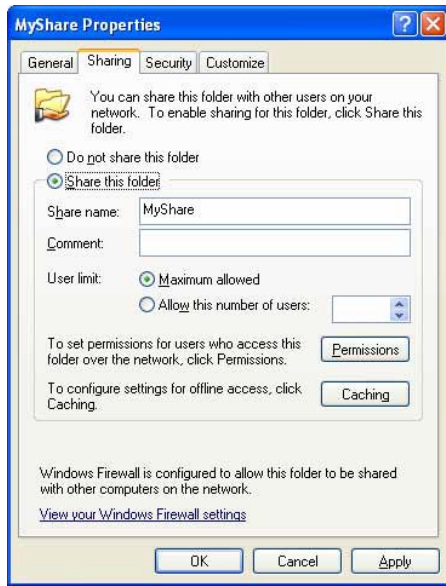 MyShare Properties
General Sharing Security Customize
You can share this folder with other users on your
network. To enable sharing for this folder, click Share this
folder.
Do not share this folder
Share this folder
Share name: MyShare
Comment:
User limit: Maximum allowed
Allow this number of users:
To set permissions for users who access this
folder over the network, click Permissions.
Permissions
To configure settings for offline access, click
Caching.
Caching
Windows Firewall is configured to allow this folder to be shared
with other computers on the network.
View your Windows Firewall settings
OK Cancel Apply